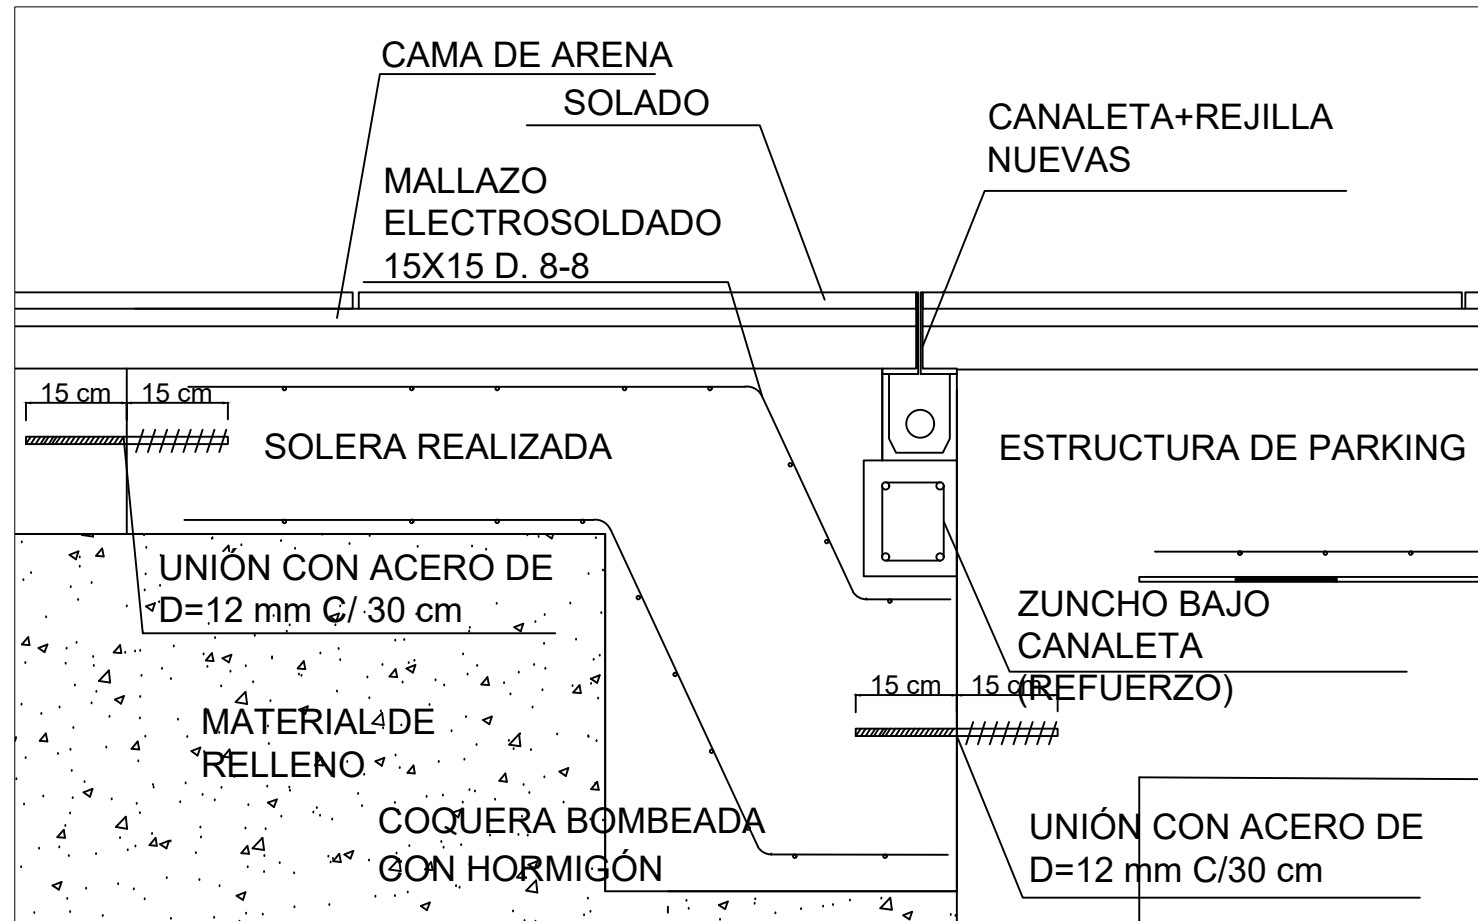 CAMA DE ARENA
SOLADO
CANALETA+REJILLA
NUEVAS
MALLAZO
ELECTROSOLDADO
15X15 D. 8-8
15 cm
15 cm
SOLERA REALIZADA
ESTRUCTURA DE PARKING
UNIÓN CON ACERO DE
D=12 mm C/ 30 cm
ZUNCHO BAJO
CANALETA
(REFUERZO)
15 cm
15 cm
MATERIAL DE
RELLENO
COQUERA BOMBEADA
CON HORMIGÓN
UNIÓN CON ACERO DE
D=12 mm C/30 cm